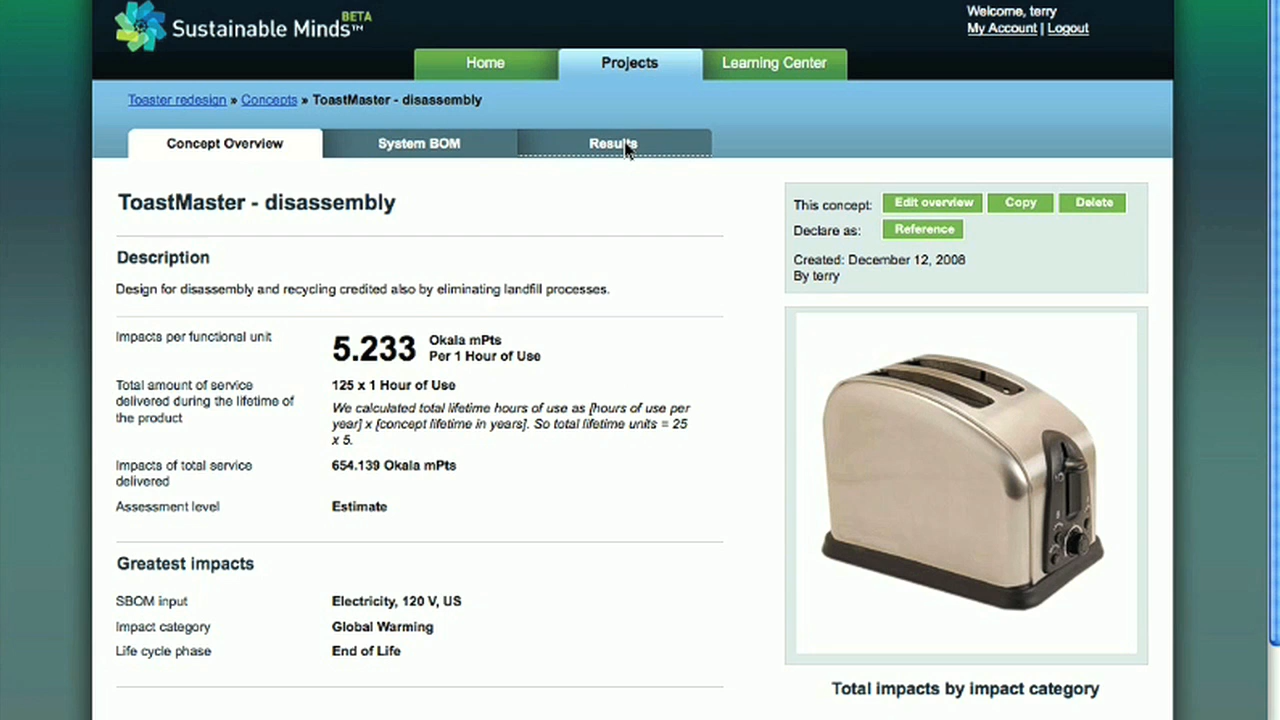 Sustainable Minds™ BETA
Welcome, terry
My Account | Logout
Home
Projects
Learning Center
Toaster redesign » Concepts » ToastMaster - disassembly
Concept Overview
System BOM
Results
ToastMaster - disassembly
Description
Design for disassembly and recycling credited also by eliminating landfill processes.
Impacts per functional unit
5.233
Okala mPts
Per 1 Hour of Use
Total amount of service
delivered during the lifetime of
the product
125 x 1 Hour of Use
We calculated total lifetime hours of use as [hours of use per
year] x [concept lifetime in years]. So total lifetime units = 25
x 5.
Impacts of total service
delivered
654.139 Okala mPts
Assessment level
Estimate
Greatest impacts
SBOM input
Electricity, 120 V, US
Impact category
Global Warming
Life cycle phase
End of Life
This concept:
Edit overview
Copy
Delete
Declare as:
Reference
Created: December 12, 2008
By terry
Total impacts by impact category